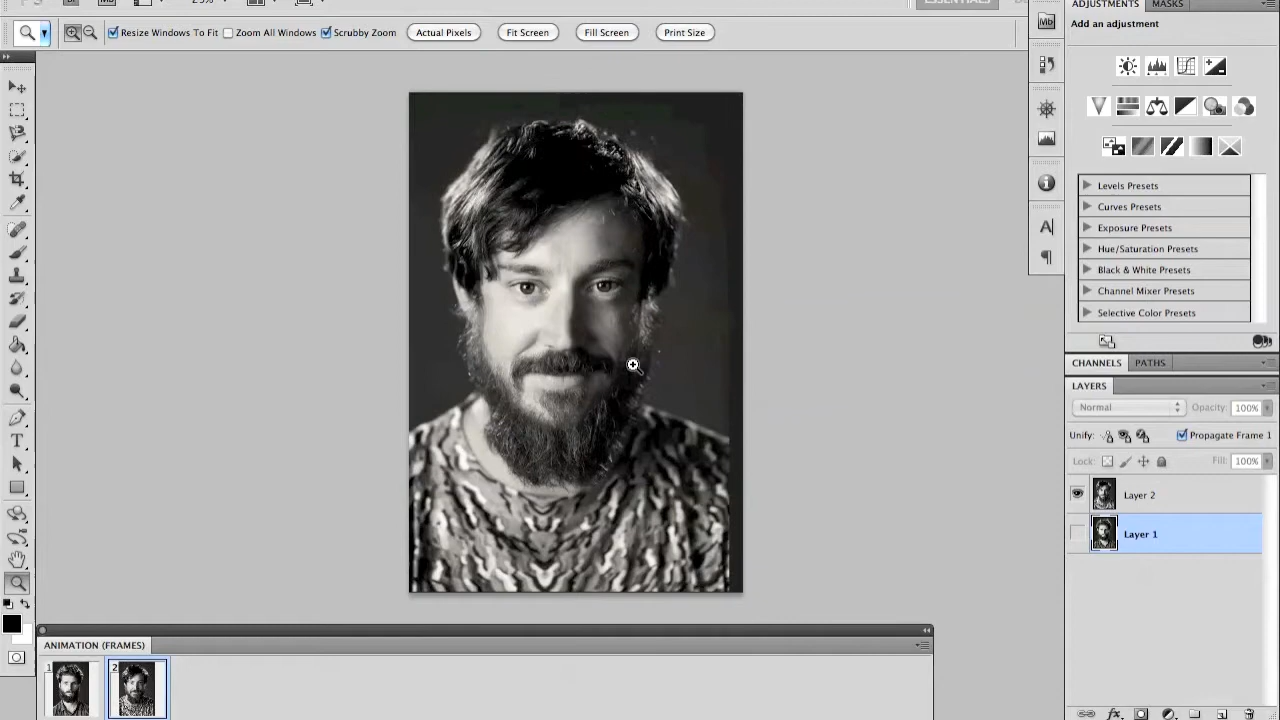 ESSENTIALS
ADJUSTMENTS MASKS
Resize Windows To Fit Zoom All Windows Scrubby Zoom Actual Pixels Fit Screen Fill Screen Print Size
Add an adjustment
Levels Presets
Curves Presets
Exposure Presets
Hue/Saturation Presets
Black & White Presets
Channel Mixer Presets
Selective Color Presets
CHANNELS PATHS
LAYERS
Normal Opacity: 100%
Unify: Propagate Frame 1
Lock: Fill: 100%
Layer 2
Layer 1
ANIMATION (FRAMES)
1 2